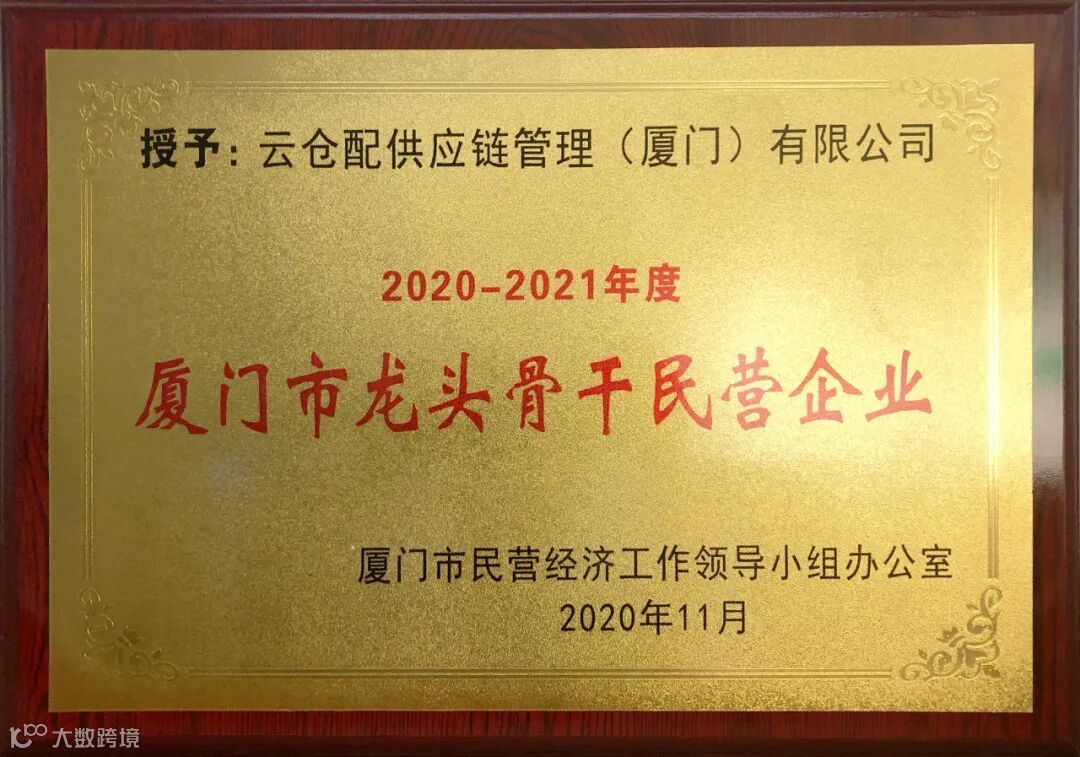 授予：云仓配供应链管理（厦门）有限公司
2020-2021年度
厦门市龙头骨干民营企业
厦门市民营经济工作领导小组办公室
2020年11月
大数跨境